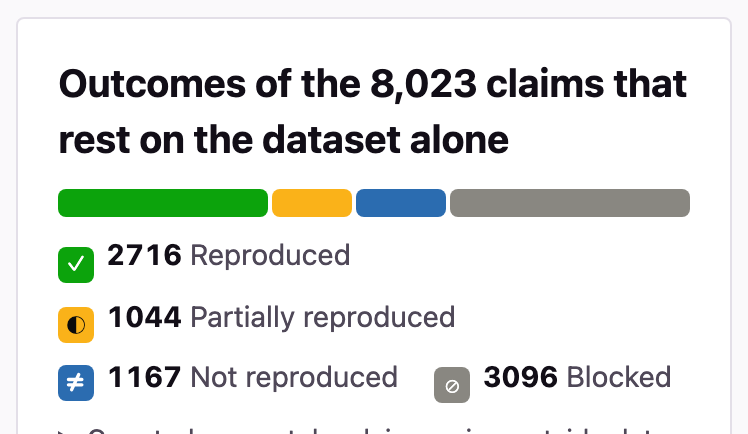 Outcomes of the 8,023 claims that
rest on the dataset alone
2716 Reproduced
1044 Partially reproduced
1167 Not reproduced 3096 Blocked